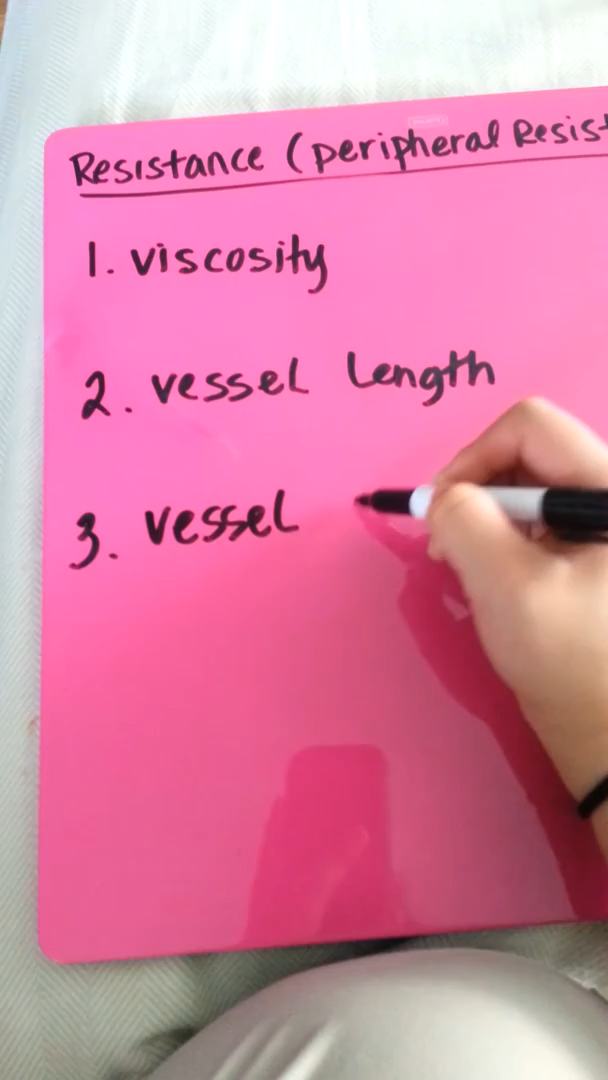 Resistance (peripheral Resist
1. viscosity
2. vessel Length
3. vessel